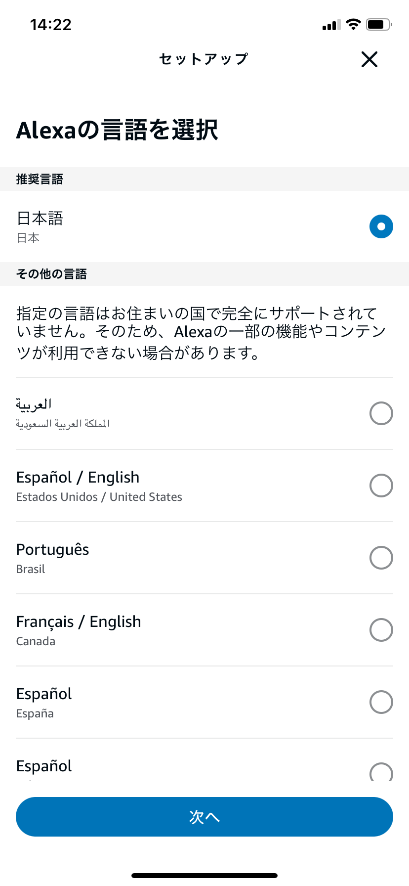 14:22
セットアップ
Alexaの言語を選択
推奨言語
日本語
日本
その他の言語
指定の言語はお住まいの国で完全にサポートされて
いません。そのため、Alexaの一部の機能やコンテン
ツが利用できない場合があります。
العربية
المملكة العربية السعودية
Español / English
Estados Unidos / United States
Português
Brasil
Français / English
Canada
Español
España
Español
次へ